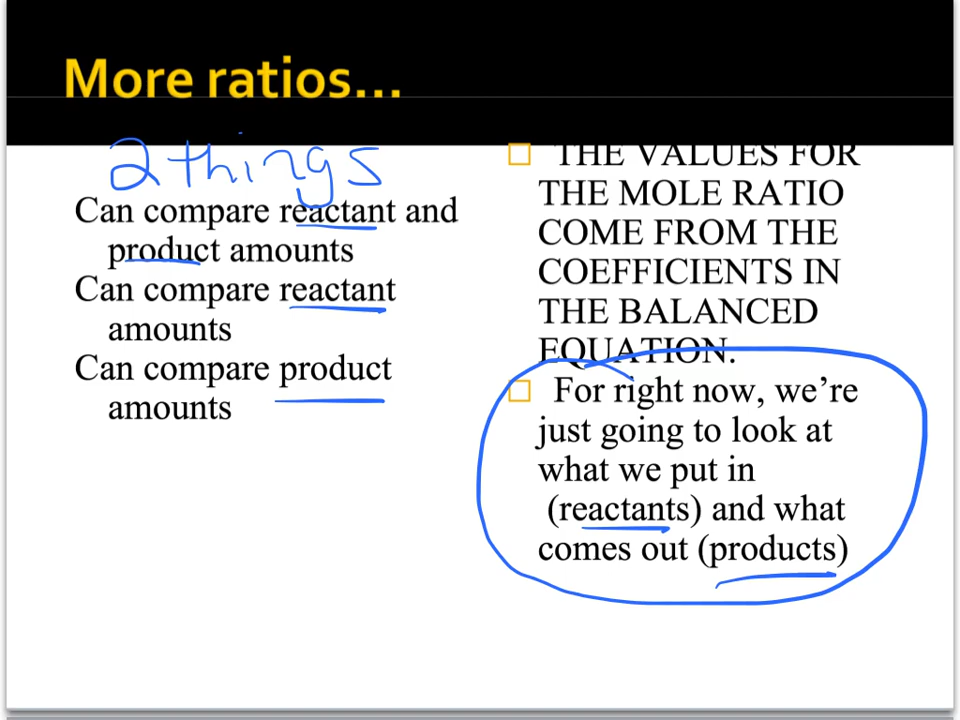 More ratios...
2 things
Can compare reactant and
product amounts
Can compare reactant
amounts
Can compare product
amounts
THE VALUES FOR
THE MOLE RATIO
COME FROM THE
COEFFICIENTS IN
THE BALANCED
EQUATION.
For right now, we're
just going to look at
what we put in
(reactants) and what
comes out (products)